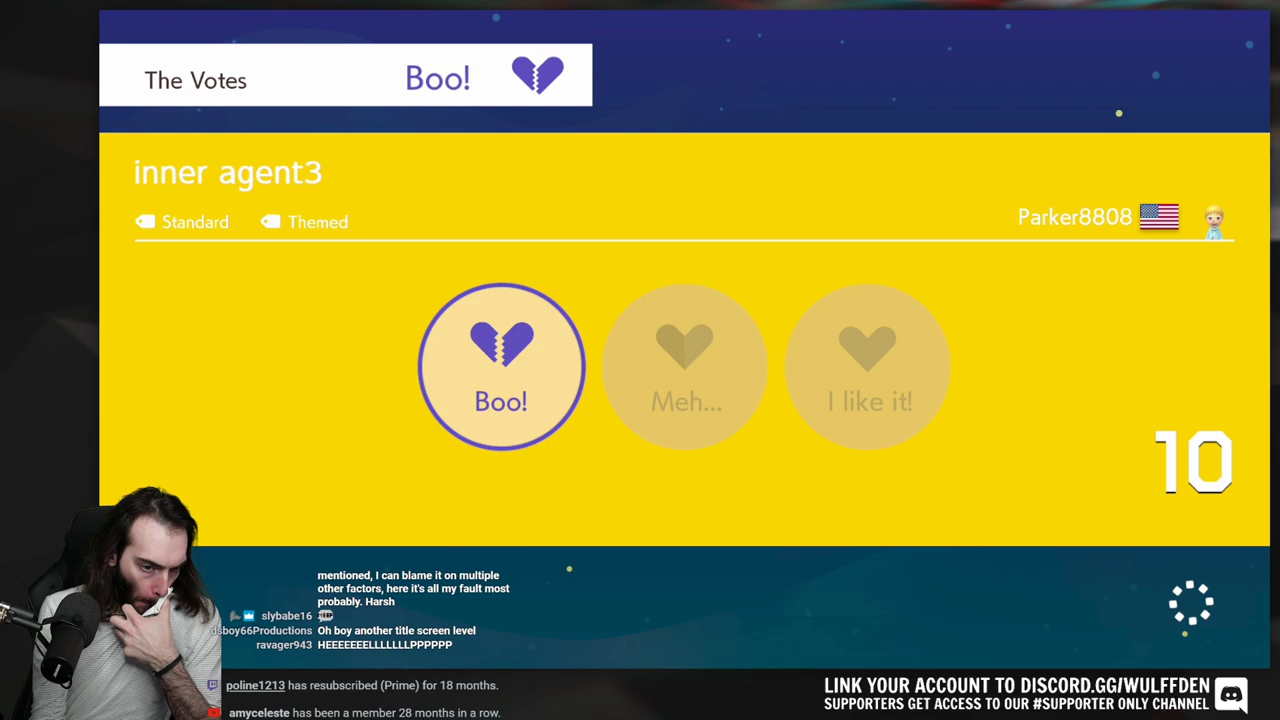 The Votes
Boo!
inner agent3
Standard
Themed
Parker8808
Boo!
Meh...
I like it!
10
mentioned, I can blame it on multiple
other factors, here it's all my fault most
probably. Harsh
slybabe16
dsboy66Productions Oh boy another title screen level
ravager943 HEEEEEEELLLLLLLPPPPPP
poline1213 has resubscribed (Prime) for 18 months.
amyceleste has been a member 28 months in a row.
LINK YOUR ACCOUNT TO DISCORD.GG/WULFFDEN
SUPPORTERS GET ACCESS TO OUR #SUPPORTER ONLY CHANNEL